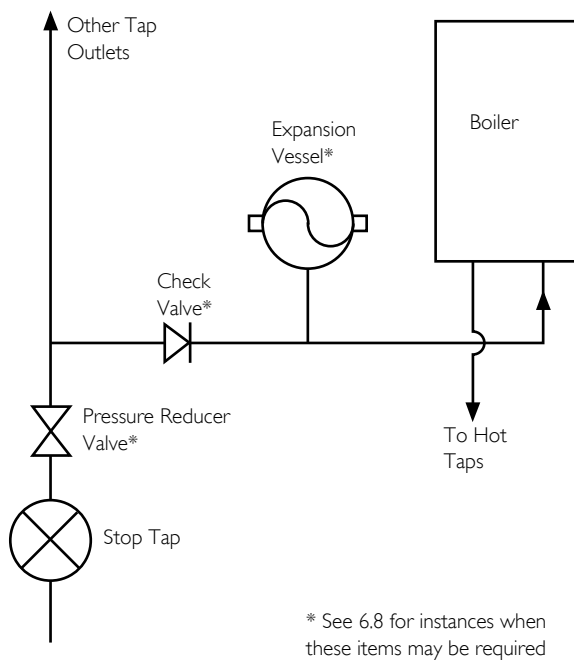 Other Tap
Outlets
Boiler
Expansion
Vessel*
Check
Valve*
Pressure Reducer
Valve*
To Hot
Taps
Stop Tap
* See 6.8 for instances when
these items may be required